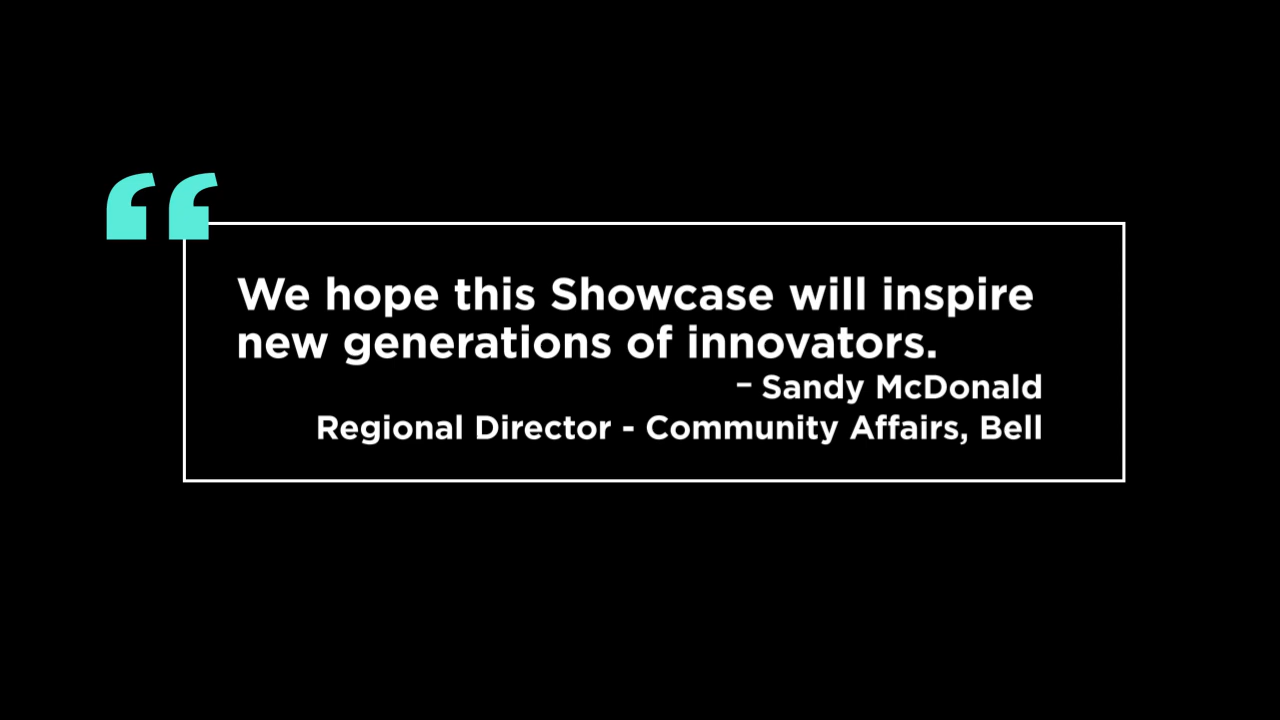 “
We hope this Showcase will inspire
new generations of innovators.
– Sandy McDonald
Regional Director - Community Affairs, Bell